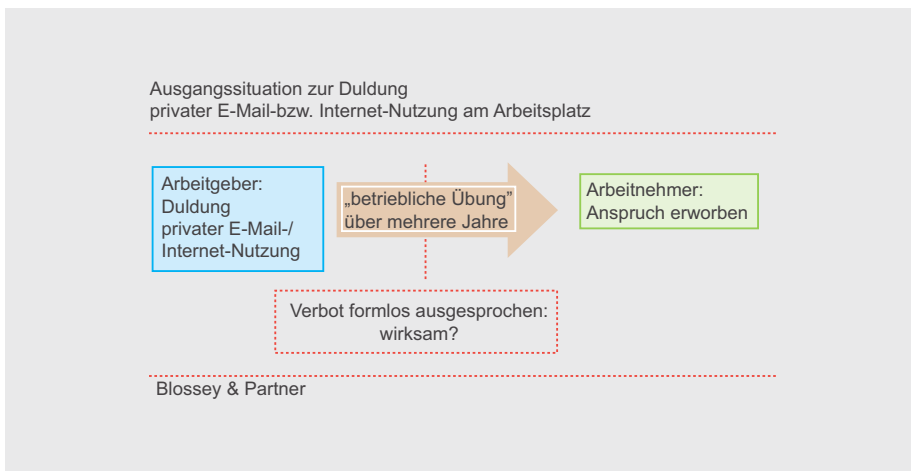 Ausgangssituation zur Duldung
privater E-Mail-bzw. Internet-Nutzung am Arbeitsplatz
Arbeitgeber:
Duldung
privater E-Mail-/
Internet-Nutzung
„betriebliche Übung”
über mehrere Jahre
Arbeitnehmer:
Anspruch erworben
Verbot formlos ausgesprochen:
wirksam?
Blossey & Partner